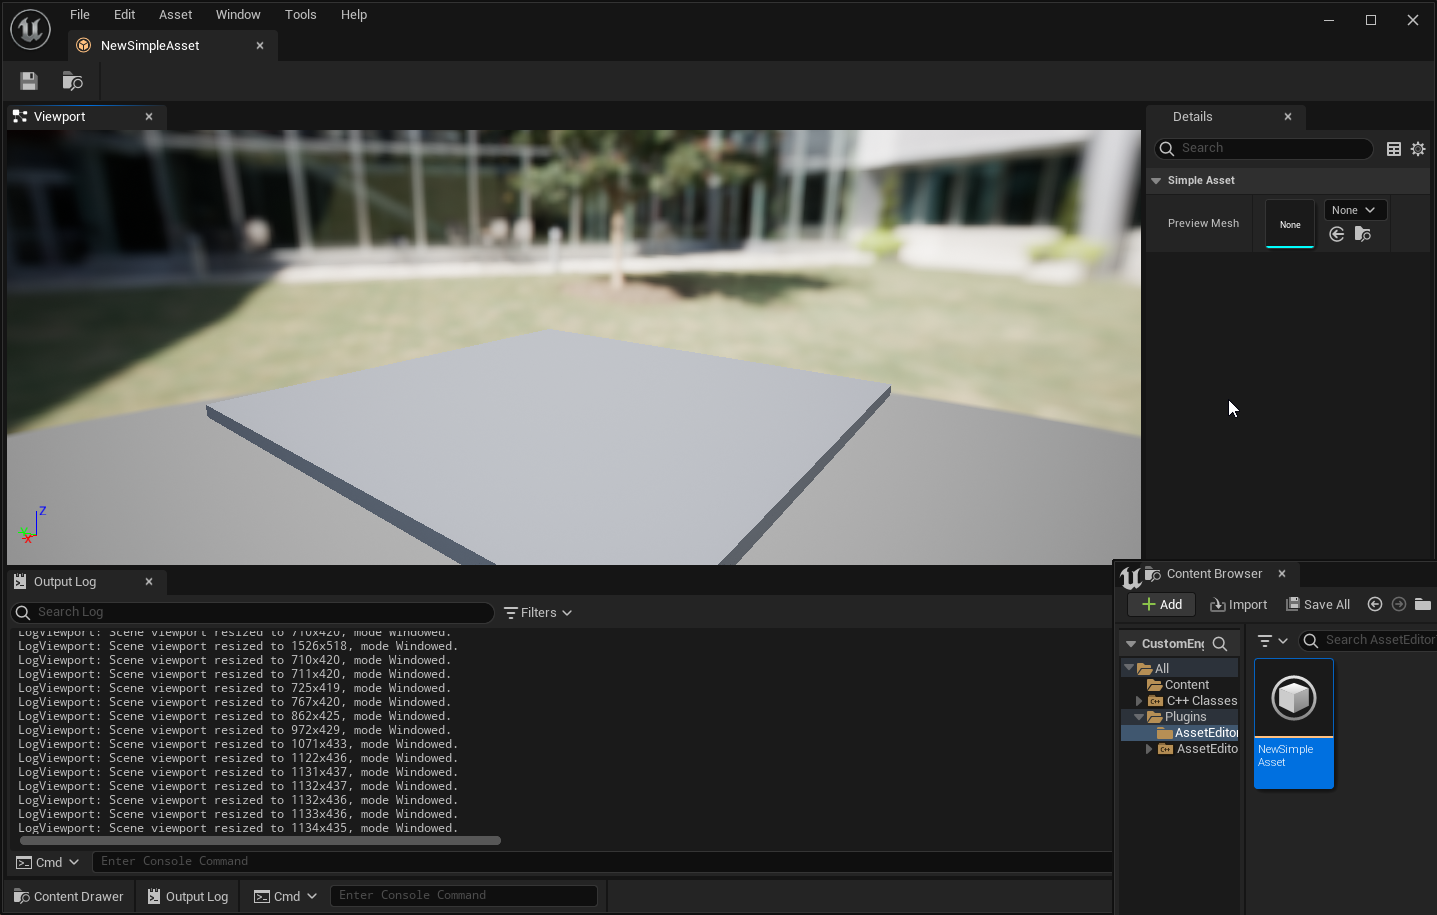 File Edit Asset Window Tools Help
NewSimpleAsset
Viewport
Details
Search
Simple Asset
Preview Mesh
None
None
Z
X
Output Log
Search Log
Filters
LogViewport: Scene viewport resized to 710x420, mode Windowed.
LogViewport: Scene viewport resized to 1526x518, mode Windowed.
LogViewport: Scene viewport resized to 710x420, mode Windowed.
LogViewport: Scene viewport resized to 711x420, mode Windowed.
LogViewport: Scene viewport resized to 725x419, mode Windowed.
LogViewport: Scene viewport resized to 767x420, mode Windowed.
LogViewport: Scene viewport resized to 862x425, mode Windowed.
LogViewport: Scene viewport resized to 972x429, mode Windowed.
LogViewport: Scene viewport resized to 1071x433, mode Windowed.
LogViewport: Scene viewport resized to 1122x436, mode Windowed.
LogViewport: Scene viewport resized to 1131x437, mode Windowed.
LogViewport: Scene viewport resized to 1132x437, mode Windowed.
LogViewport: Scene viewport resized to 1132x436, mode Windowed.
LogViewport: Scene viewport resized to 1133x436, mode Windowed.
LogViewport: Scene viewport resized to 1134x435, mode Windowed.
Cmd
Enter Console Command
Content Drawer
Output Log
Cmd
Enter Console Command
Content Browser
Add
Import
Save All
CustomEng
Search AssetEditor
All
Content
C++ Classes
Plugins
AssetEditor
AssetEdito
NewSimple
Asset